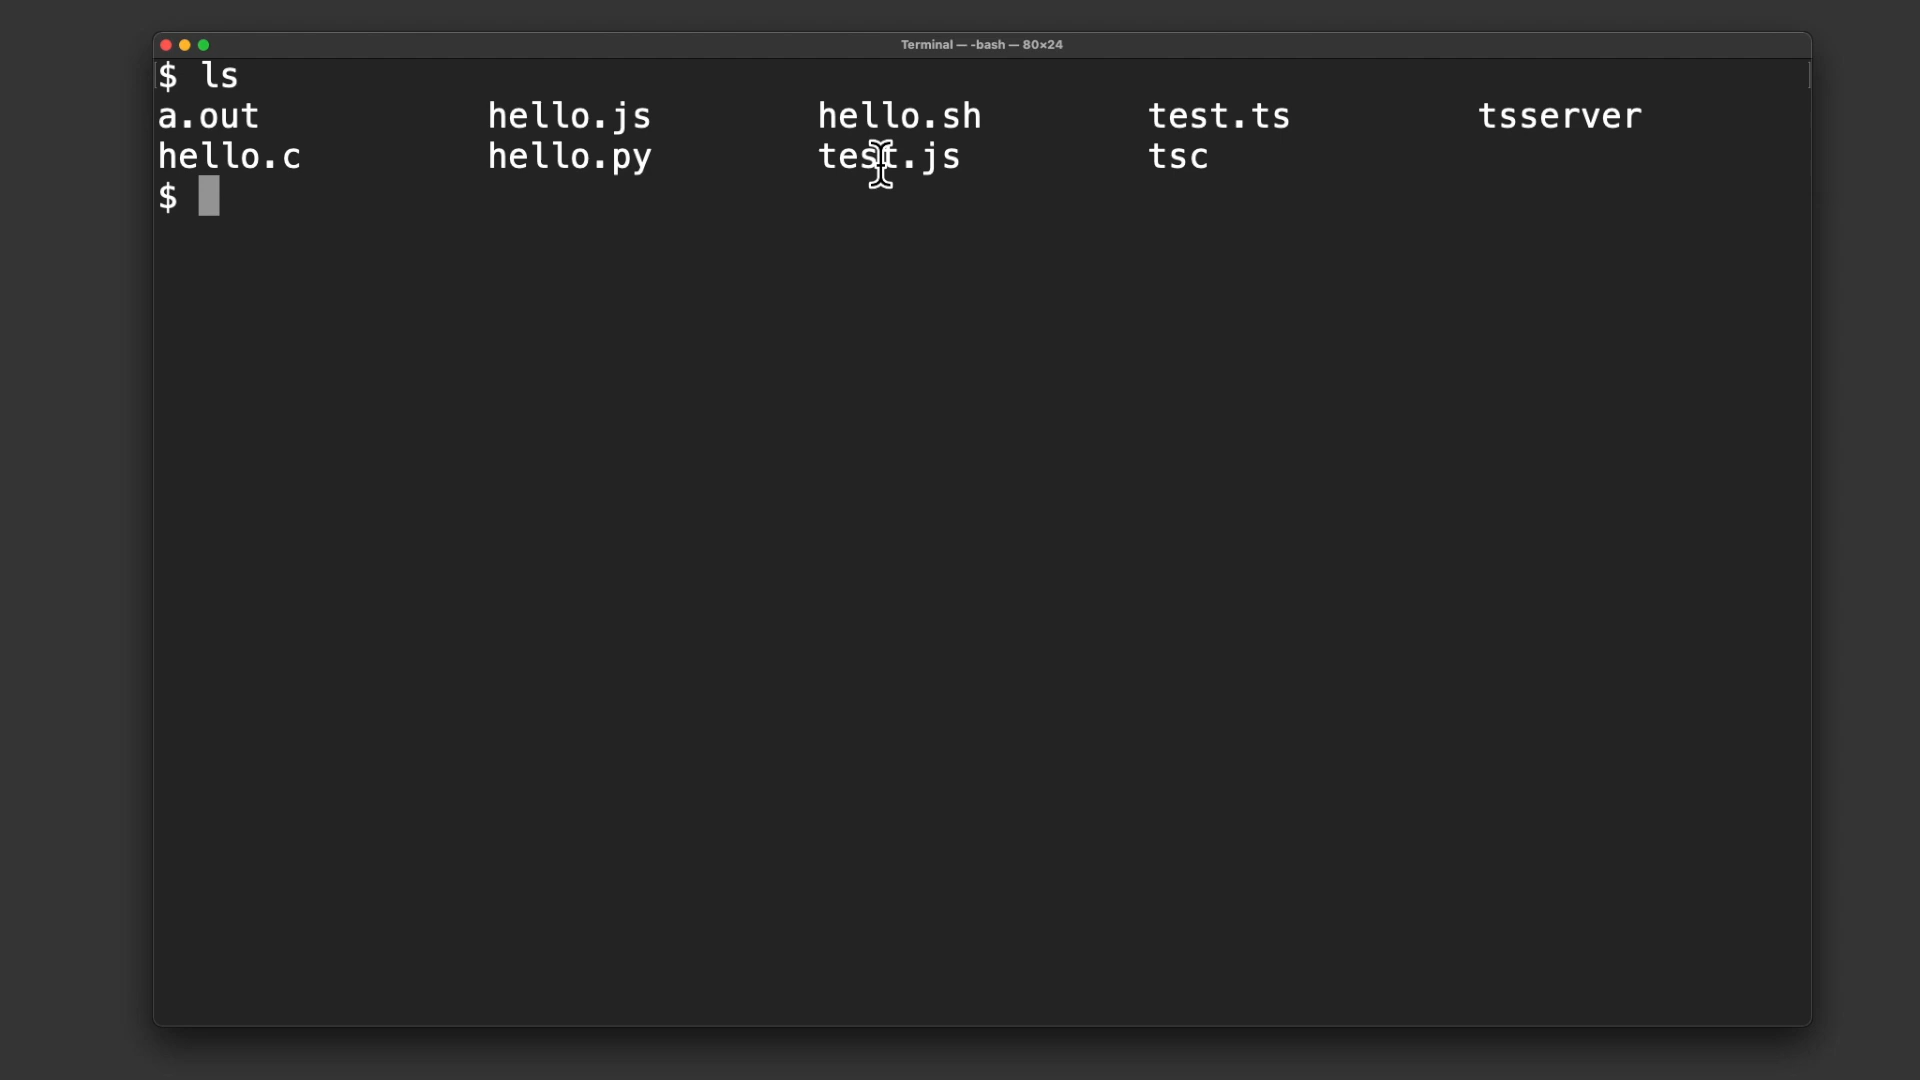 Terminal — -bash — 80×24
$ ls
a.out hello.js hello.sh test.ts tsserver
hello.c hello.py test.js tsc
$